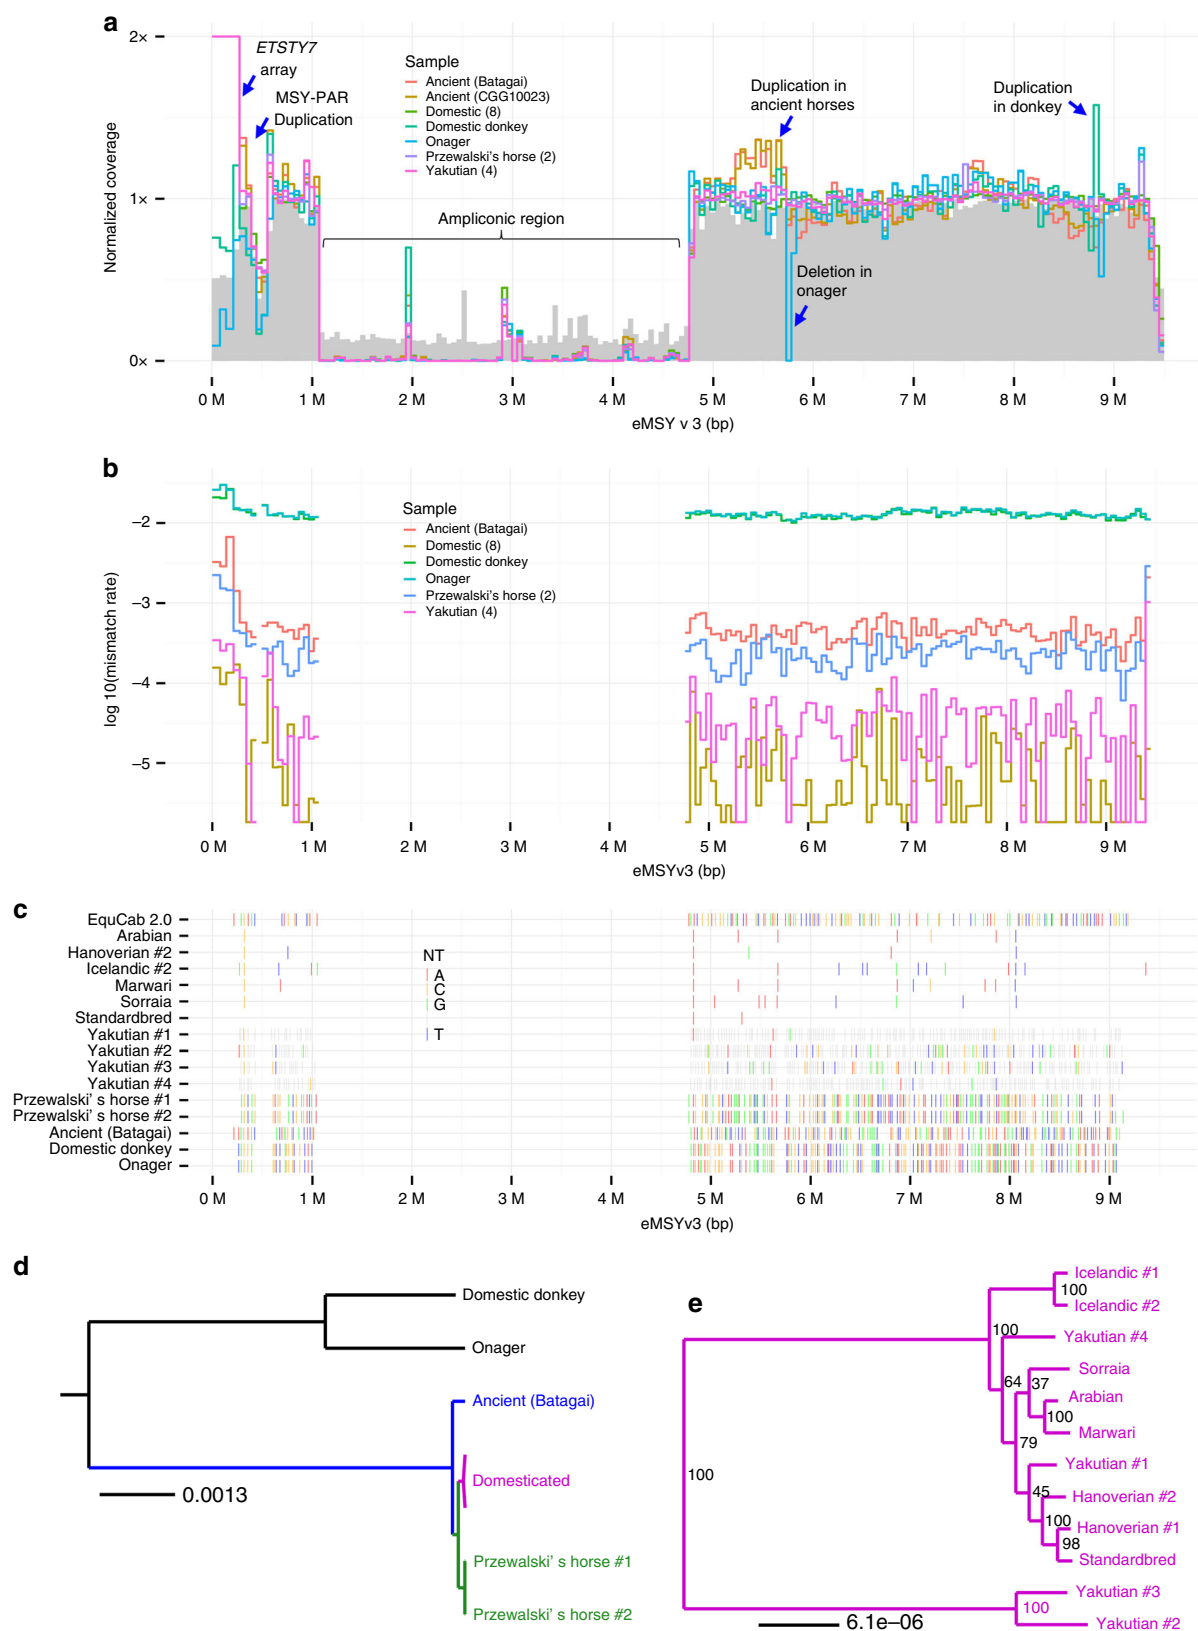 a
2×
1×
0×
Normalized coverage
ETSTY7
array
MSY-PAR
Duplication
Sample
Ancient (Batagai)
Ancient (CGG10023)
Domestic (8)
Domestic donkey
Onager
Przewalski's horse (2)
Yakutian (4)
Ampliconic region
Duplication in
ancient horses
Duplication
in donkey
Deletion in
onager
0 M 1 M 2 M 3 M 4 M 5 M 6 M 7 M 8 M 9 M
eMSY v 3 (bp)
b
−2
−3
−4
−5
log 10(mismatch rate)
Sample
Ancient (Batagai)
Domestic (8)
Domestic donkey
Onager
Przewalski's horse (2)
Yakutian (4)
0 M 1 M 2 M 3 M 4 M 5 M 6 M 7 M 8 M 9 M
eMSYv3 (bp)
c
EquCab 2.0
Arabian
Hanoverian #2
Icelandic #2
Marwari
Sorraia
Standardbred
Yakutian #1
Yakutian #2
Yakutian #3
Yakutian #4
Przewalski' s horse #1
Przewalski' s horse #2
Ancient (Batagai)
Domestic donkey
Onager
NT
A
C
G
T
0 M 1 M 2 M 3 M 4 M 5 M 6 M 7 M 8 M 9 M
eMSYv3 (bp)
d
Domestic donkey
Onager
Ancient (Batagai)
Domesticated
Przewalski' s horse #1
Przewalski' s horse #2
0.0013
e
Icelandic #1
100
Icelandic #2
100
Yakutian #4
Sorraia
64
37
Arabian
100
Marwari
79
Yakutian #1
100
45
Hanoverian #2
100
Hanoverian #1
98
Standardbred
Yakutian #3
100
Yakutian #2
6.1e−06